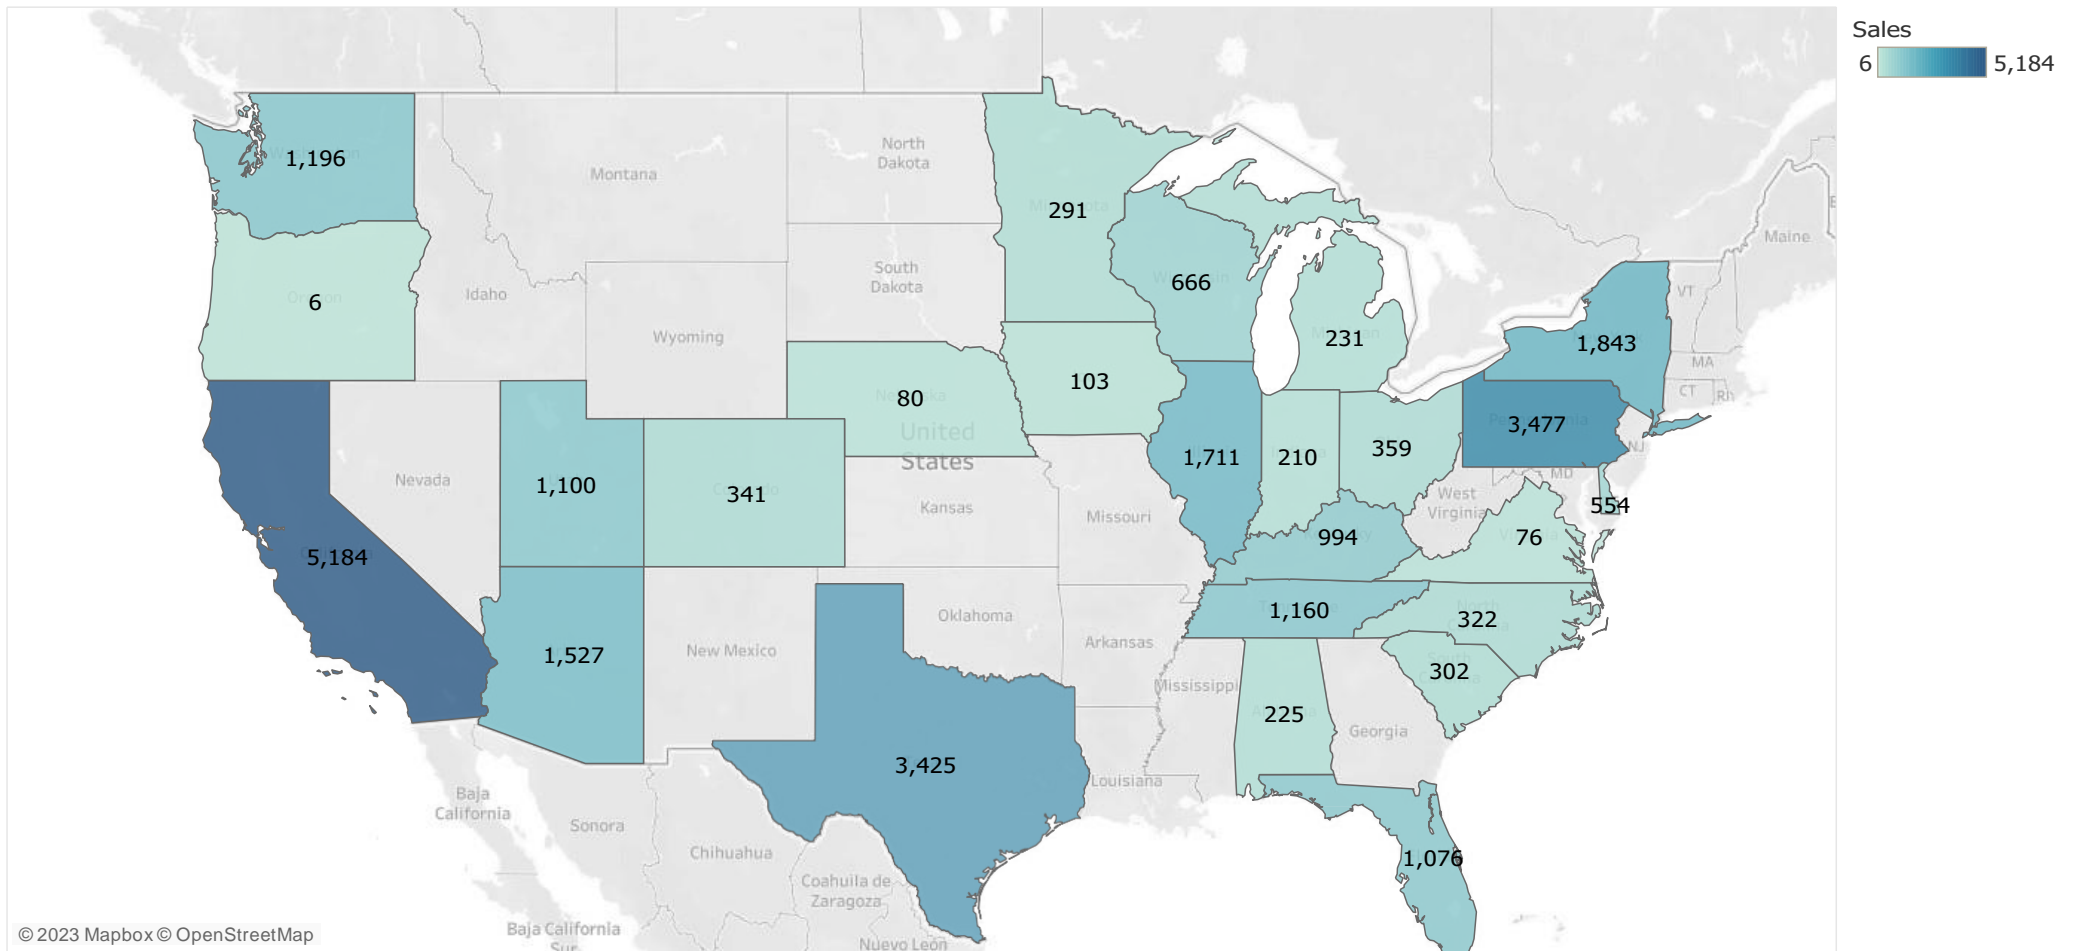 Sales
6 5,184
1,196
Montana
North
Dakota
291
Maine
6
Idaho
South
Dakota
666
VT
Wyoming
231
1,843
MA
80
103
CT
United
States
3,477
NJ
Nevada
1,100
341
1,711
210
359
MD
Kansas
Missouri
West
Virginia
554
5,184
994
76
1,527
New Mexico
Oklahoma
Arkansas
1,160
322
302
Mississippi
225
Georgia
3,425
Louisiana
Baja
California
Sonora
Chihuahua
1,076
Coahuila de
Zaragoza
Baja California
Sur
Nuevo León
© 2023 Mapbox © OpenStreetMap